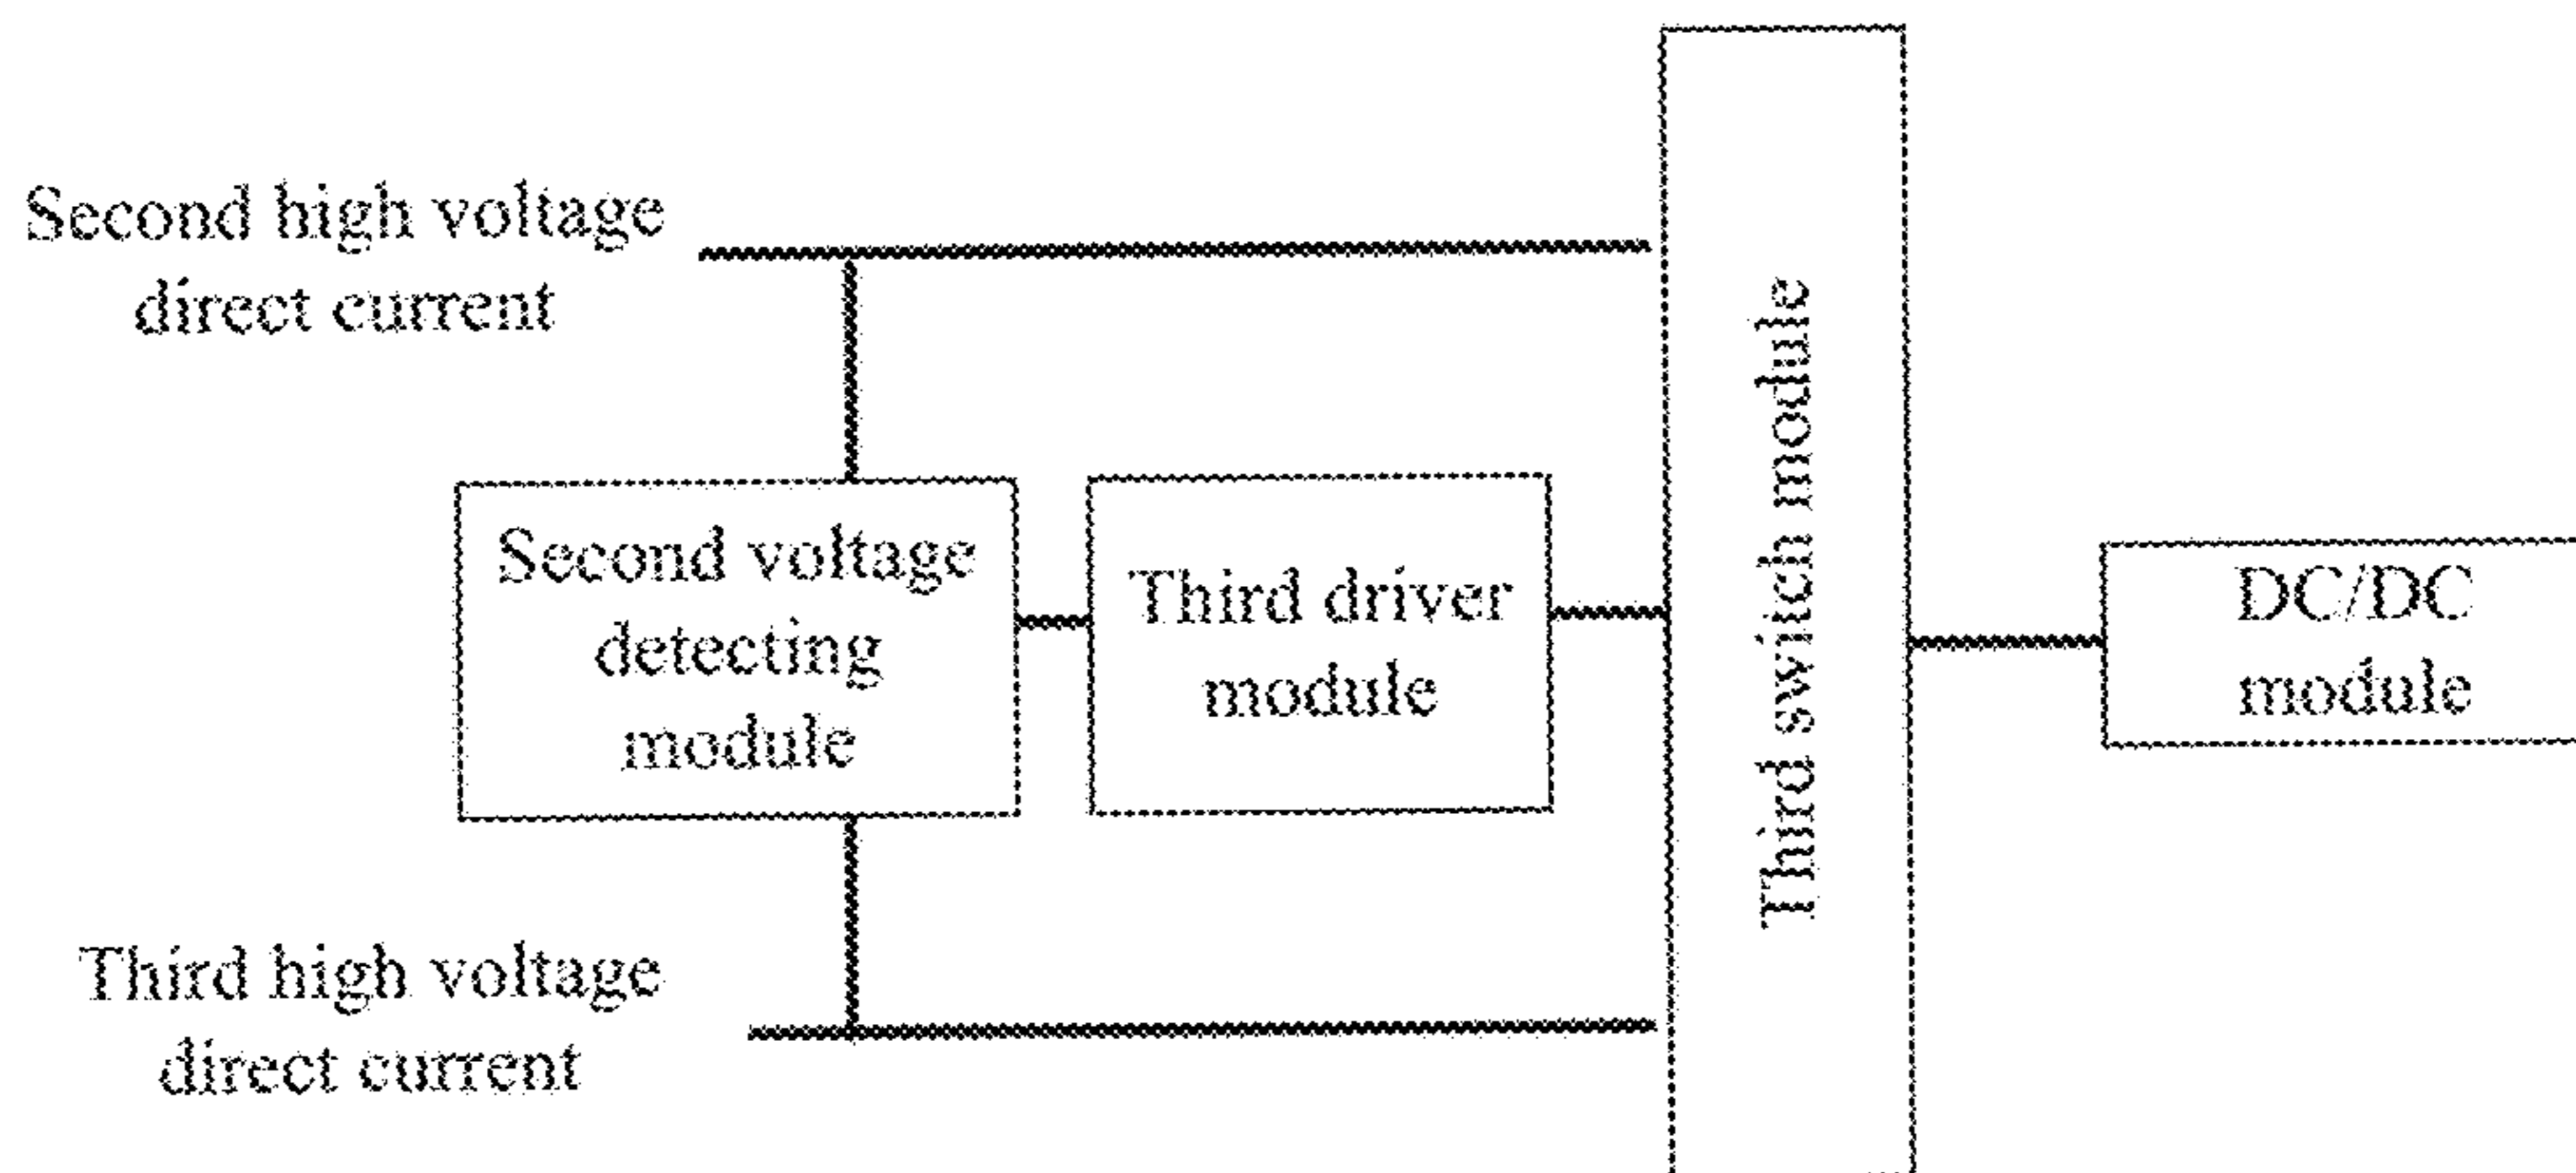 Second high voltage
direct current
Second voltage
detecting
module
Third driver
module
Third switch module
DC/DC
module
Third high voltage
direct current